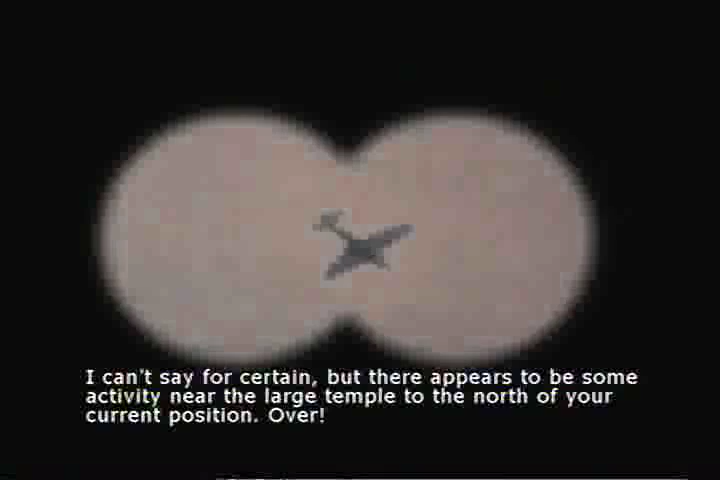 I can't say for certain, but there appears to be some
activity near the large temple to the north of your
current position. Over!